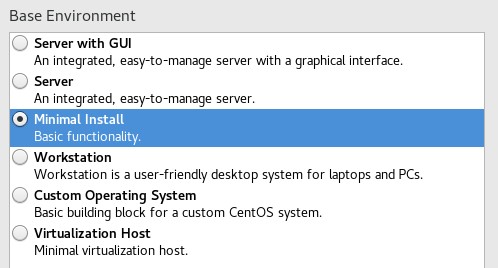 Base Environment
Server with GUI
An integrated, easy-to-manage server with a graphical interface.
Server
An integrated, easy-to-manage server.
Minimal Install
Basic functionality.
Workstation
Workstation is a user-friendly desktop system for laptops and PCs.
Custom Operating System
Basic building block for a custom CentOS system.
Virtualization Host
Minimal virtualization host.